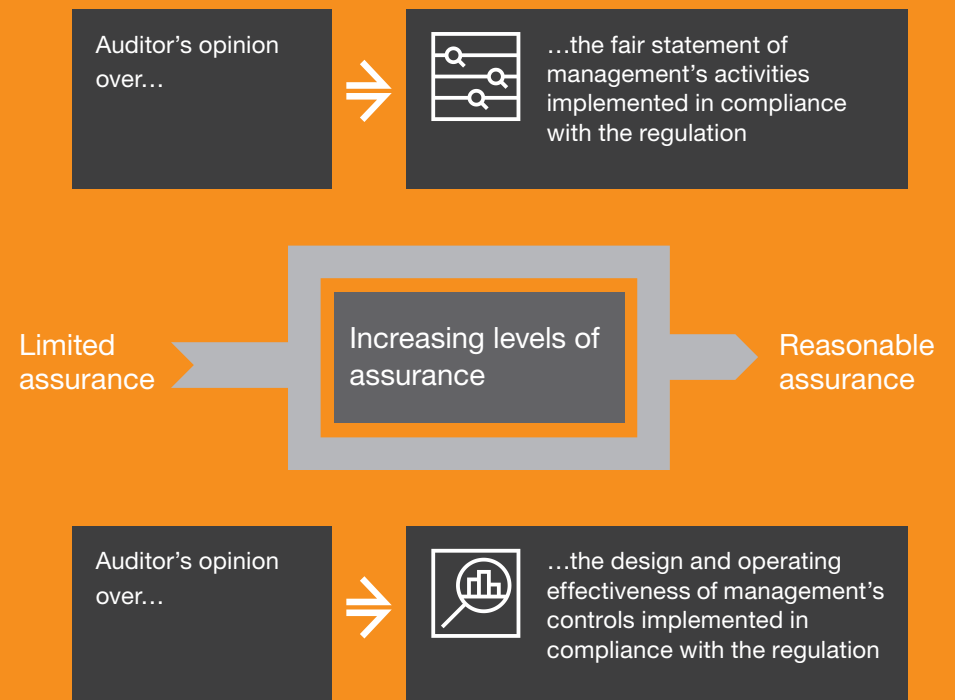 Auditor’s opinion
over…
…the fair statement of
management’s activities
implemented in compliance
with the regulation
Limited
assurance
Increasing levels of
assurance
Reasonable
assurance
Auditor’s opinion
over…
…the design and operating
effectiveness of management’s
controls implemented in
compliance with the regulation